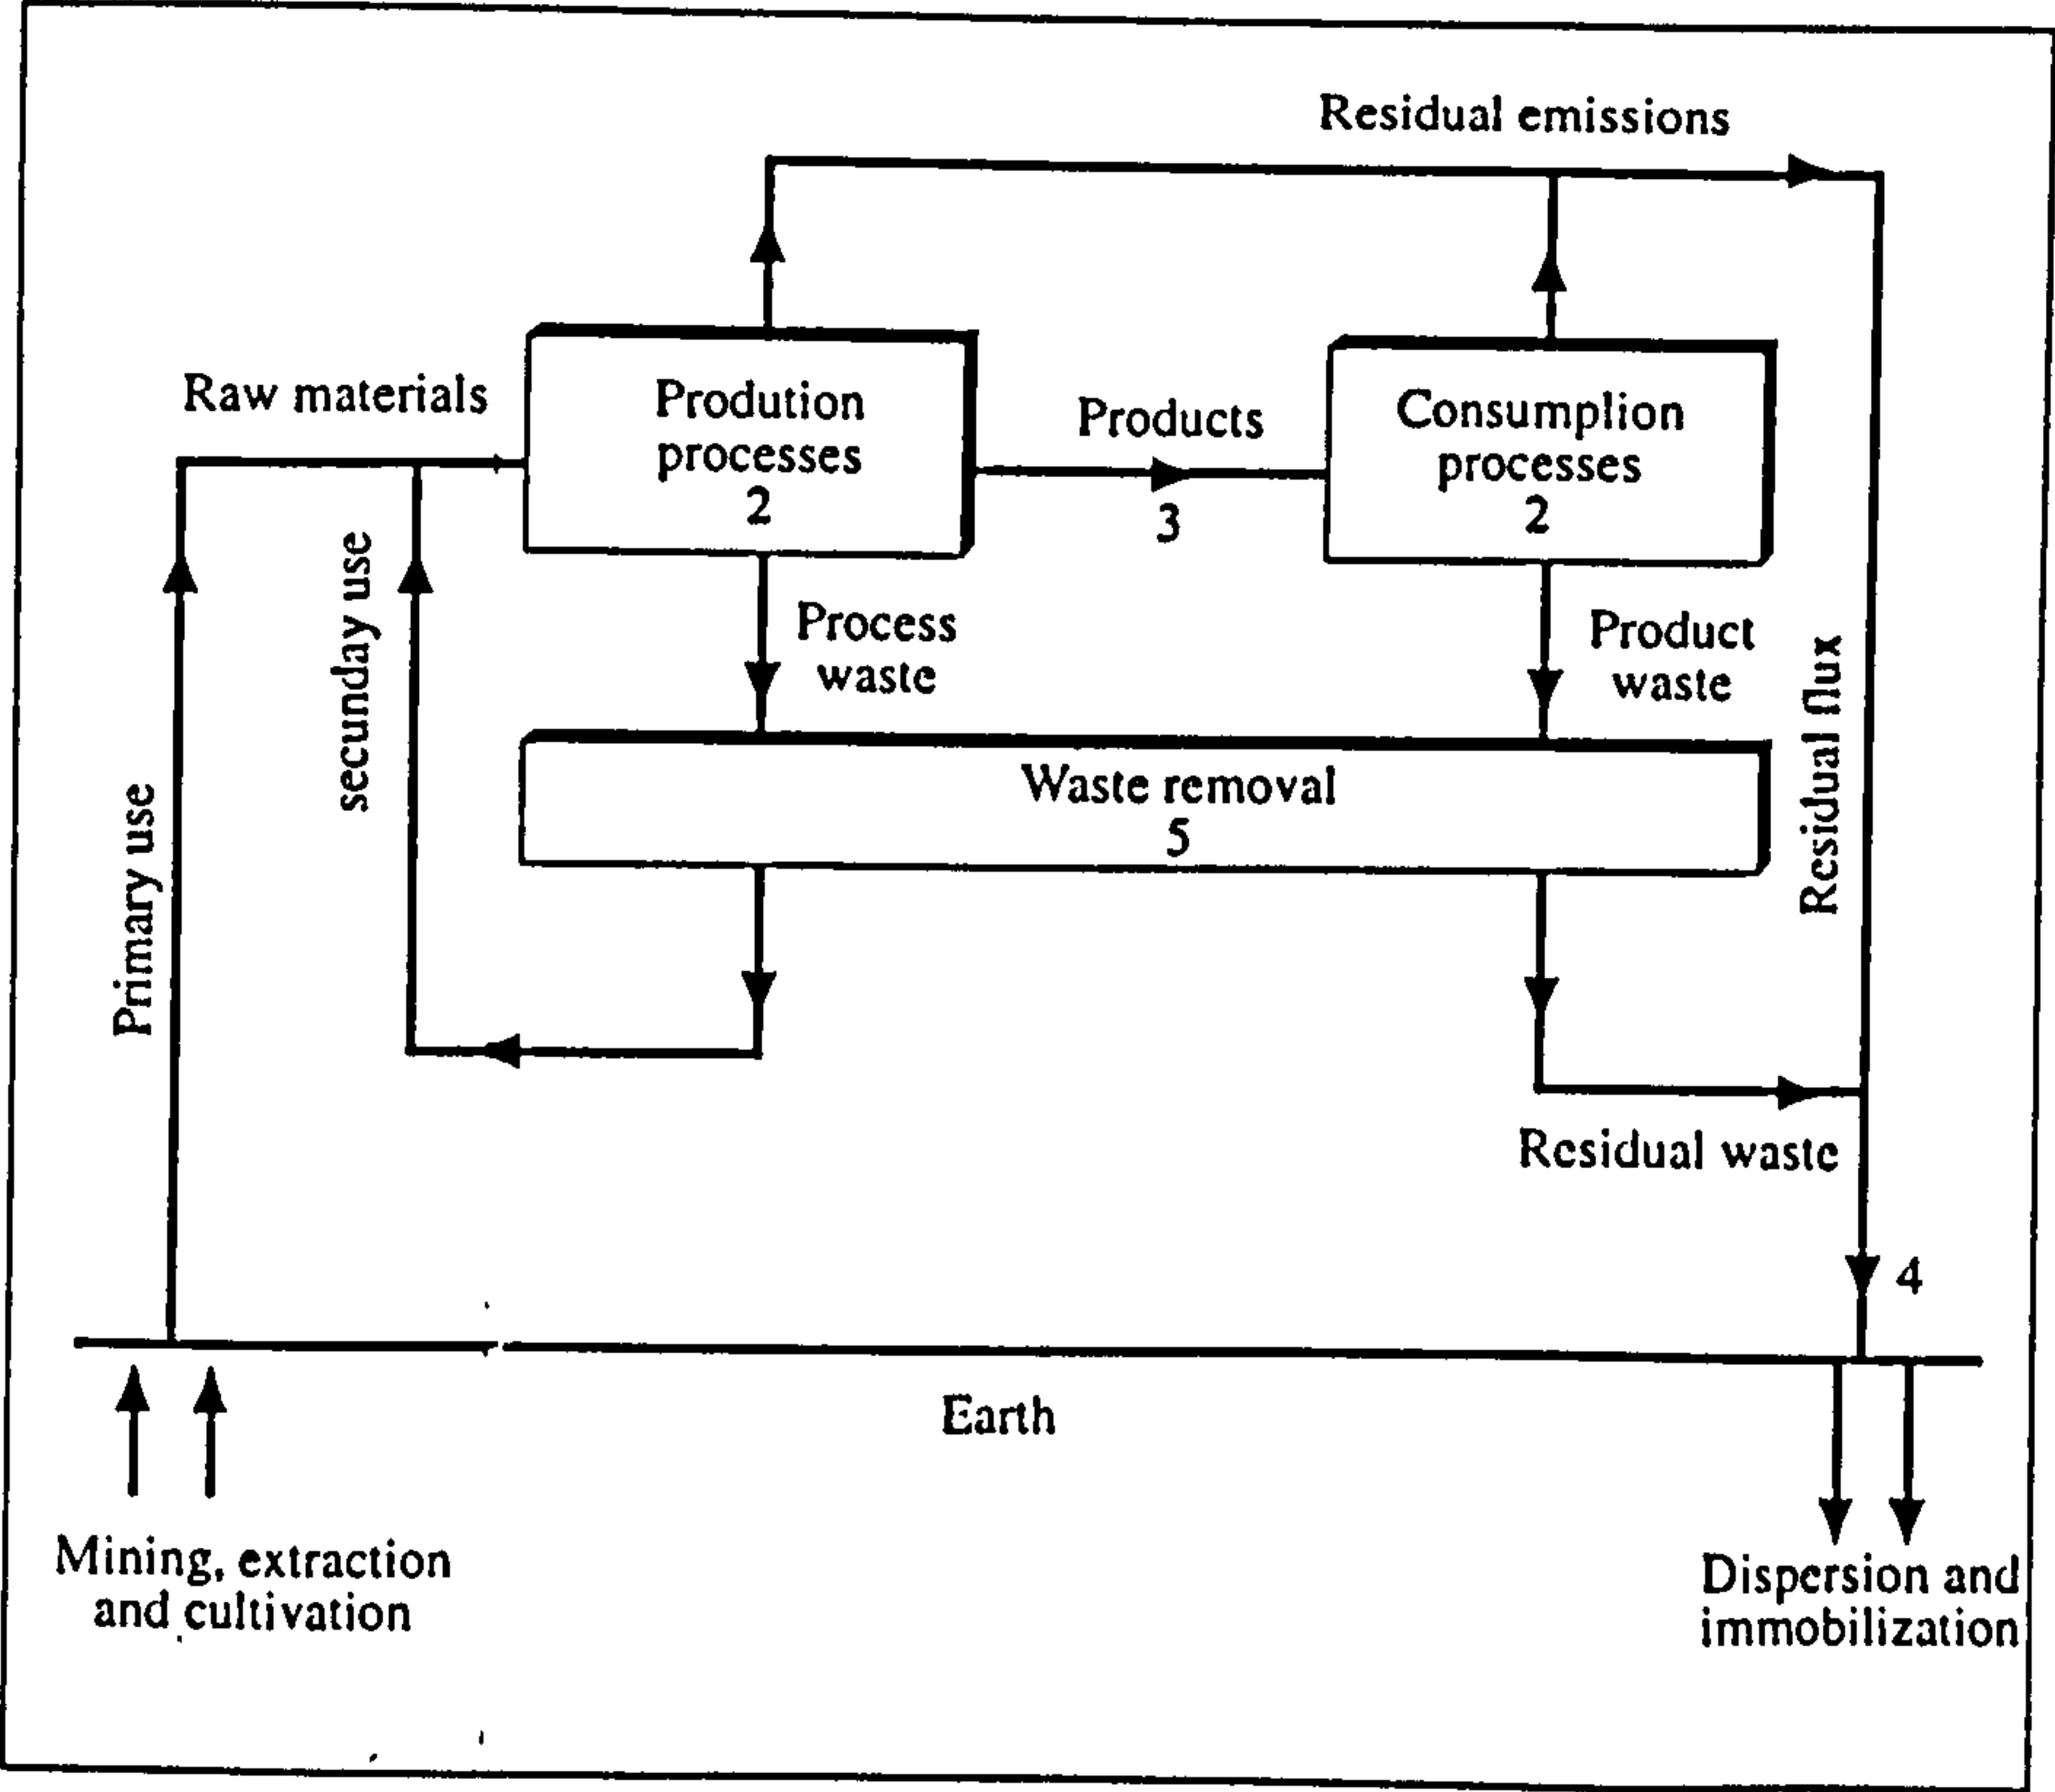 Residual emissions
Raw materials
Prodution
processes
2
Products
3
Consumplion
processes
2
secunday use
Process
waste
Product
waste
Residual flux
Primary use
Waste removal
5
Residual waste
4
Earth
Mining, extraction
and cultivation
Dispersion and
immobilization